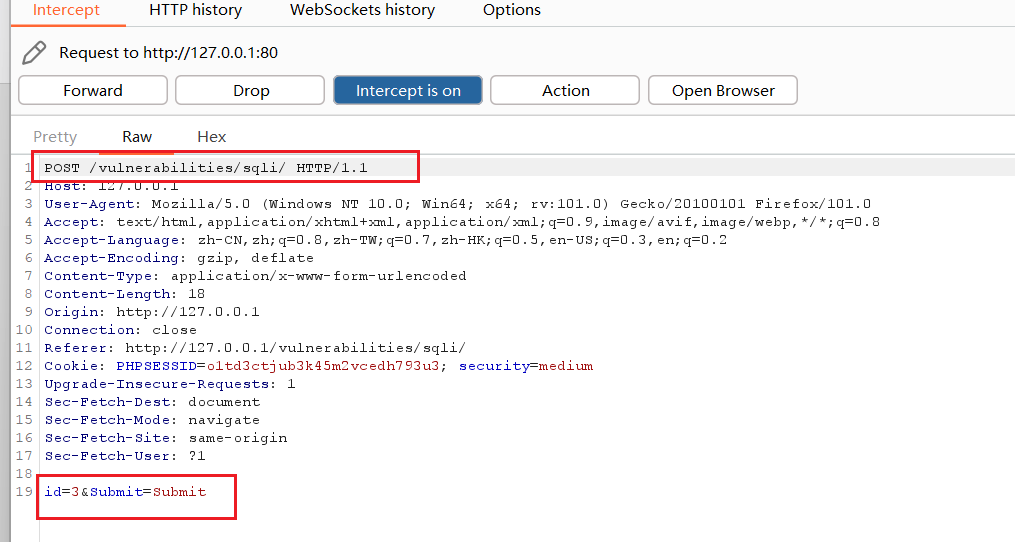 Intercept HTTP history WebSockets history Options
Request to http://127.0.0.1:80
Forward Drop Intercept is on Action Open Browser
Pretty Raw Hex
1 POST /vulnerabilities/sqli/ HTTP/1.1
2 Host: 127.0.0.1
3 User-Agent: Mozilla/5.0 (Windows NT 10.0; Win64; x64; rv:101.0) Gecko/20100101 Firefox/101.0
4 Accept: text/html,application/xhtml+xml,application/xml;q=0.9,image/avif,image/webp,*/*;q=0.8
5 Accept-Language: zh-CN,zh;q=0.8,zh-TW;q=0.7,zh-HK;q=0.5,en-US;q=0.3,en;q=0.2
6 Accept-Encoding: gzip, deflate
7 Content-Type: application/x-www-form-urlencoded
8 Content-Length: 18
9 Origin: http://127.0.0.1
10 Connection: close
11 Referer: http://127.0.0.1/vulnerabilities/sqli/
12 Cookie: PHPSESSID=o1td3ctjub3k45m2vcedh793u3; security=medium
13 Upgrade-Insecure-Requests: 1
14 Sec-Fetch-Dest: document
15 Sec-Fetch-Mode: navigate
16 Sec-Fetch-Site: same-origin
17 Sec-Fetch-User: ?1
18
19 id=3&Submit=Submit